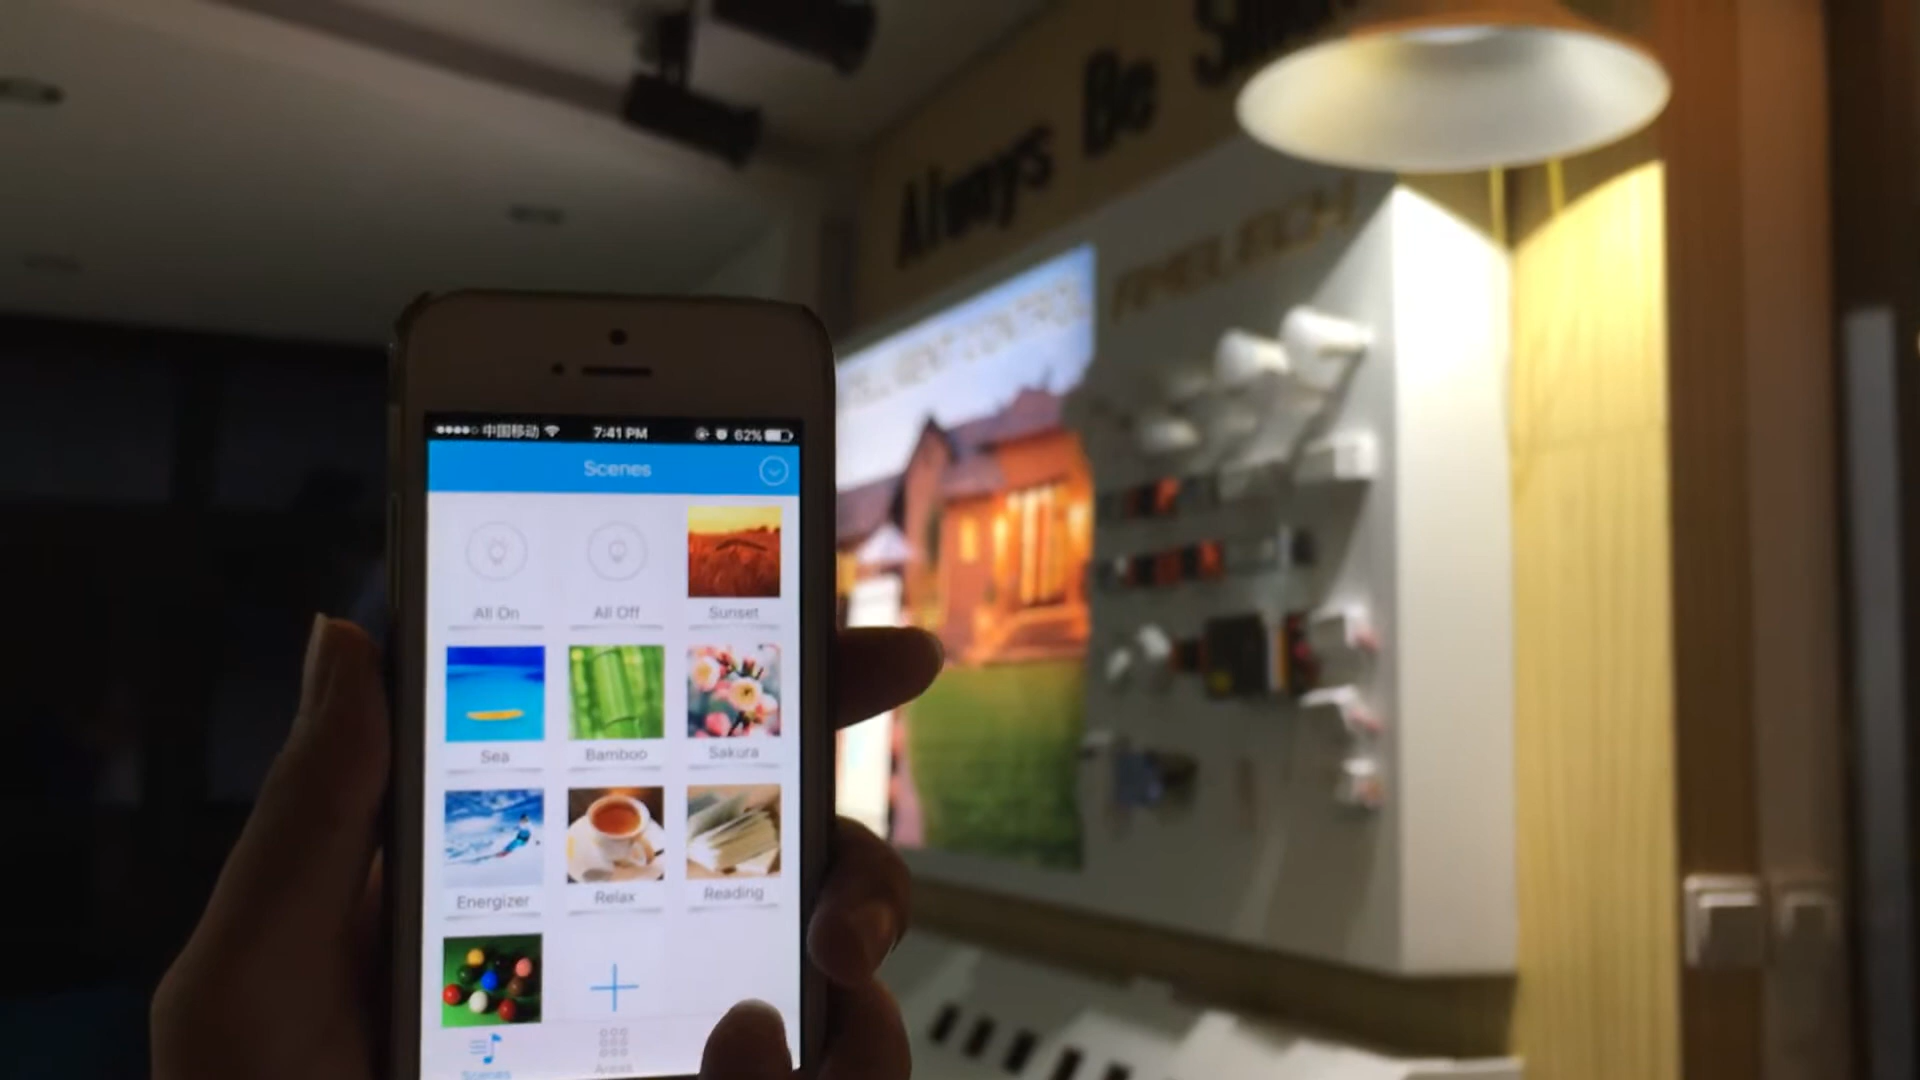 Always Be
中国移动 7:41 PM 62%
Scenes
All On All Off Sunset
Sea Bamboo Sakura
Energizer Relax Reading
Scenes Areas